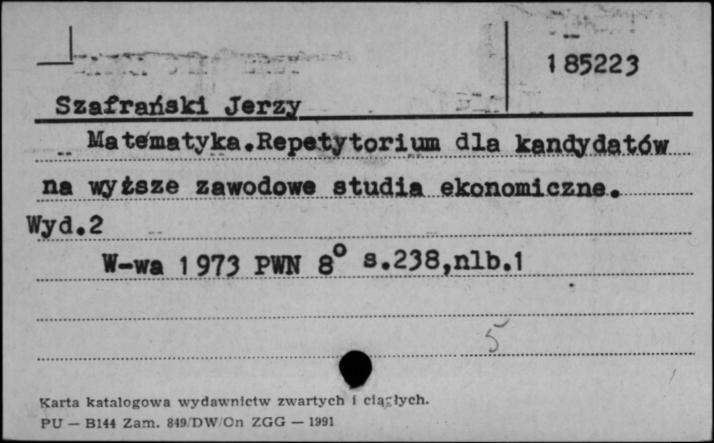 185223
Szafrański Jerzy
Matematyka.Repetytorium dla kandydatów
na wyższe zawodowe studia ekonomiczne.
Wyd.2
W-wa 1973 PWN 8° s.238,nlb.1
5
Karta katalogowa wydawnictw zwartych i ciągłych.
PU — B144 Zam. 849/DW/On ZGG — 1991